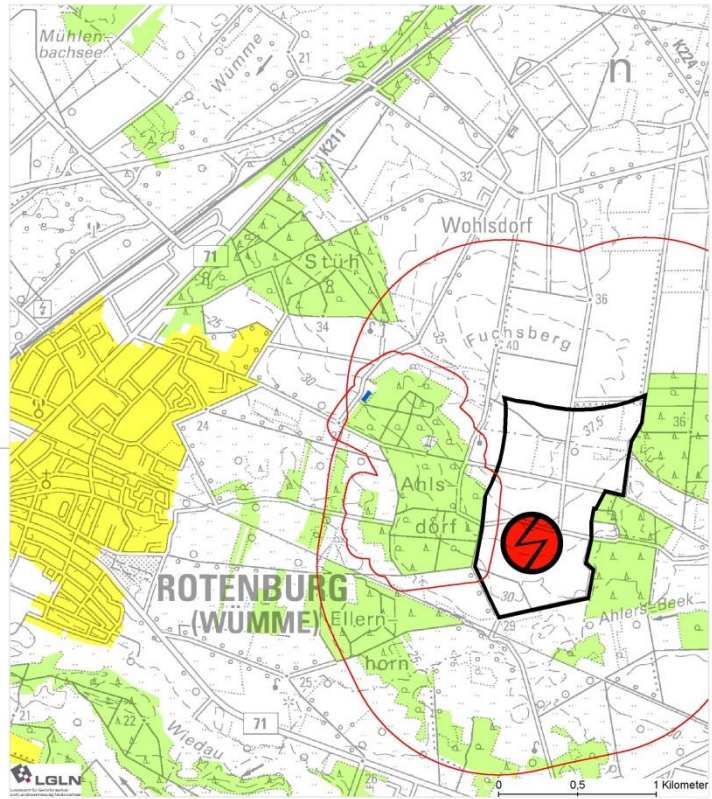 Mühlen-
bachsee
Wümme
21
K211
K224
n
32
Wohlsdorf
71
Stüh
36
25
34
35
Fuchsberg
40
30
24
37,5
36
Ahls
dorf
ROTENBURG
(WÜMME)
Ellern-
horn
30
29
Ahlers-Beek
25
71
22
21
Wiedau
26
LGLN
0 0,5 1 Kilometer